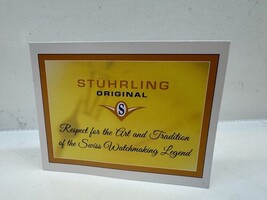 STUHRLING
ORIGINAL
S
Respect for the Art and Tradition
of the Swiss Watchmaking Legend